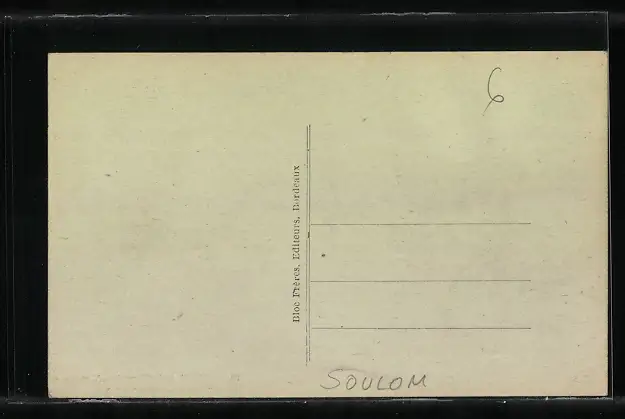 6
Bloc Frères, Editeurs, Bordeaux
SOULOM